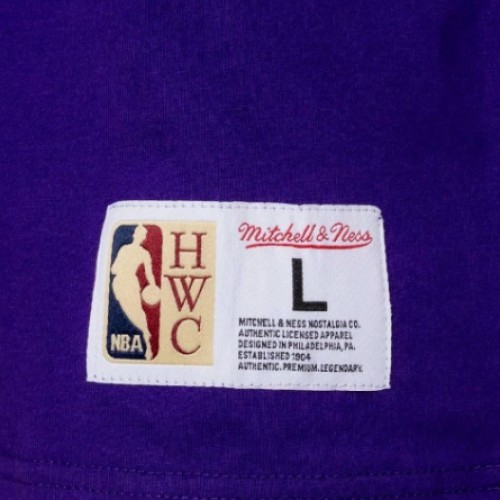 NBA
H
W
C
Mitchell & Ness
L
MITCHELL & NESS NOSTALGIA CO.
AUTHENTIC LICENSED APPAREL
DESIGNED IN PHILADELPHIA, PA.
ESTABLISHED 1904
AUTHENTIC. PREMIUM. LEGENDARY.